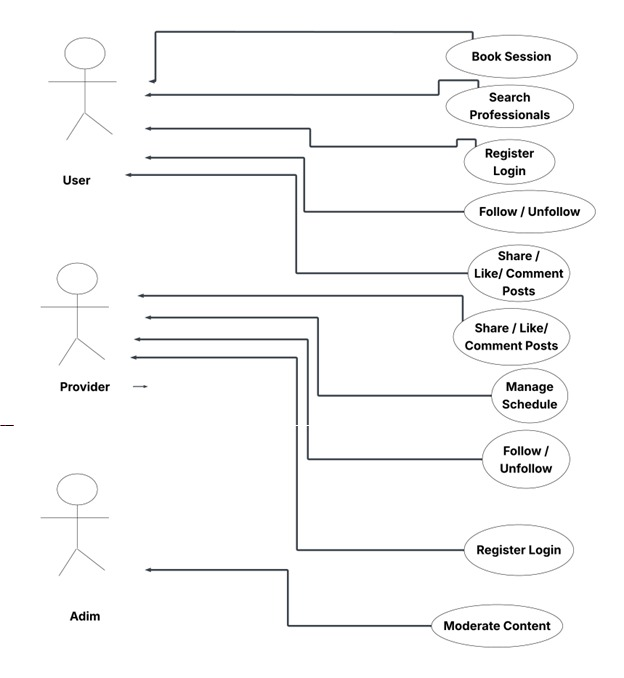 Book Session
Search
Professionals
Register
Login
User
Follow / Unfollow
Share /
Like/ Comment
Posts
Share / Like/
Comment Posts
Provider
Manage
Schedule
Follow /
Unfollow
Register Login
Adim
Moderate Content